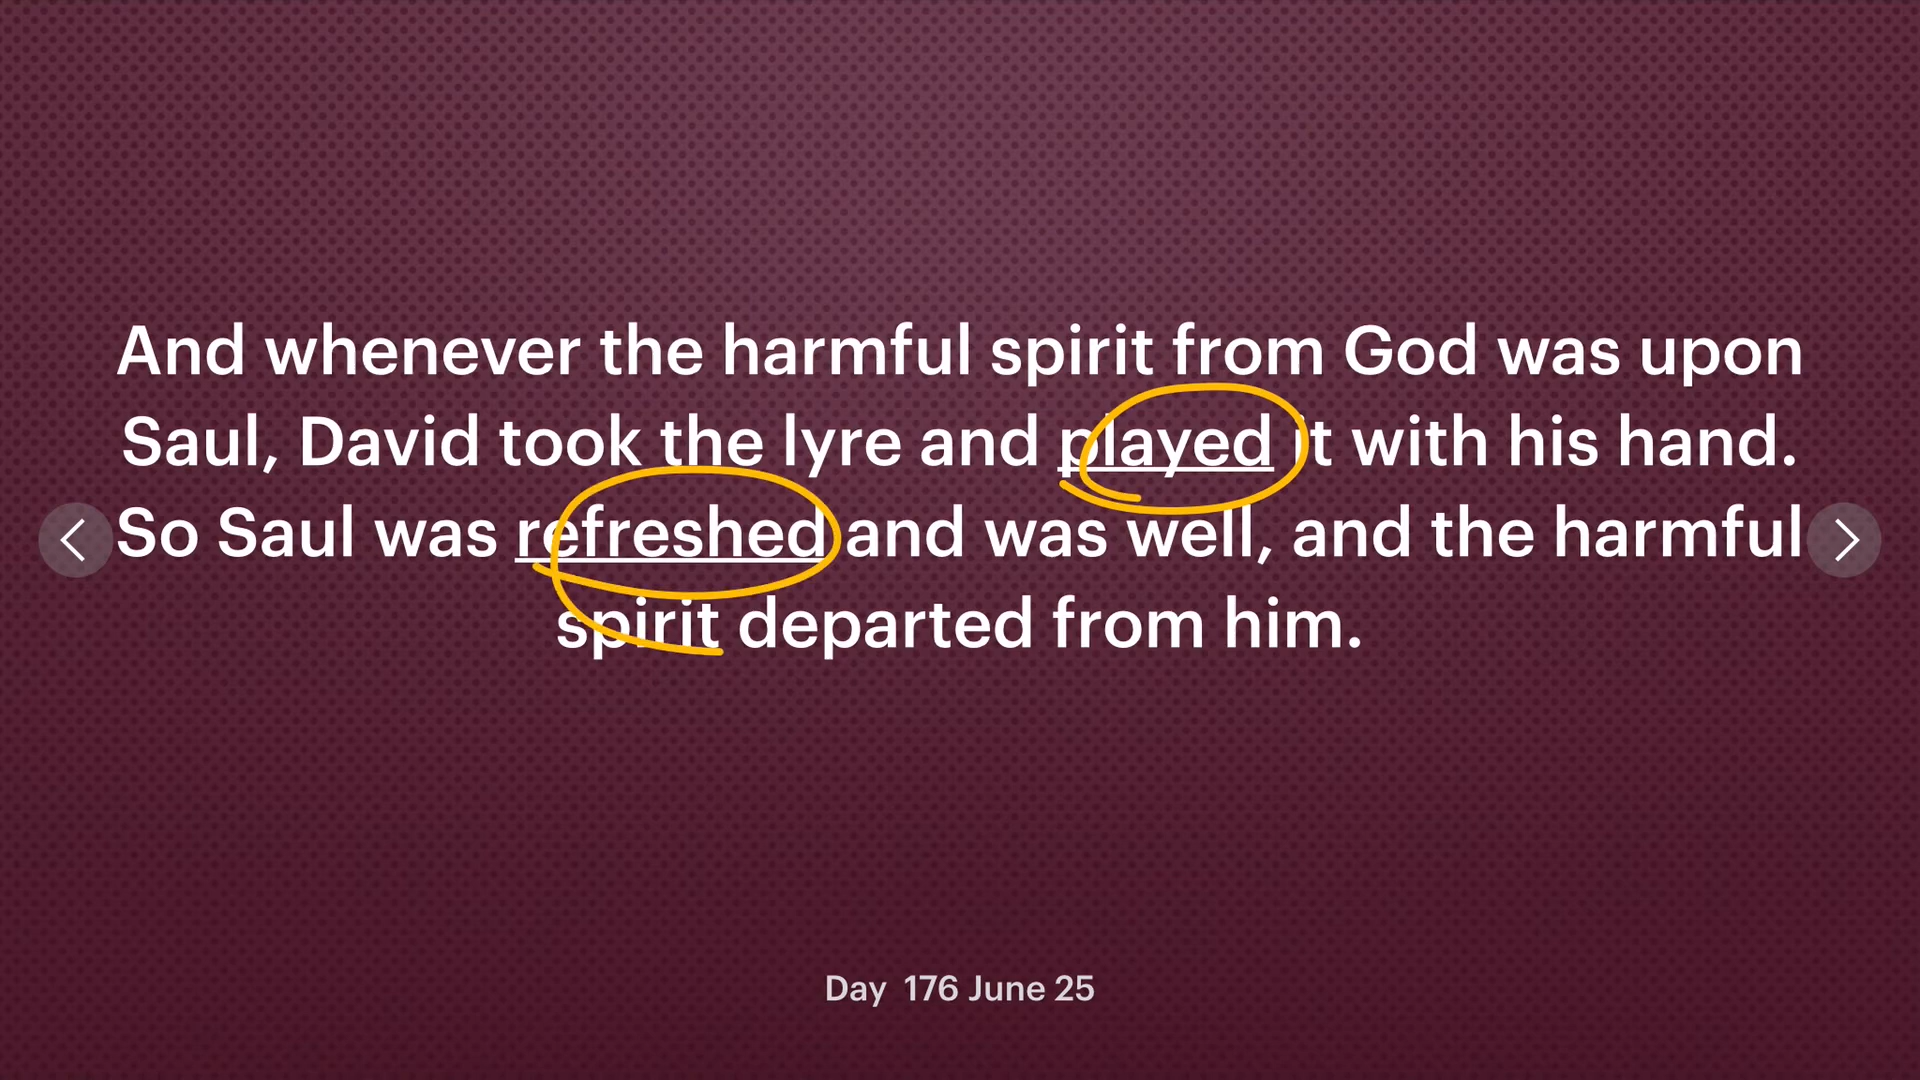 And whenever the harmful spirit from God was upon
Saul, David took the lyre and played it with his hand.
So Saul was refreshed and was well, and the harmful
spirit departed from him.
Day 176 June 25